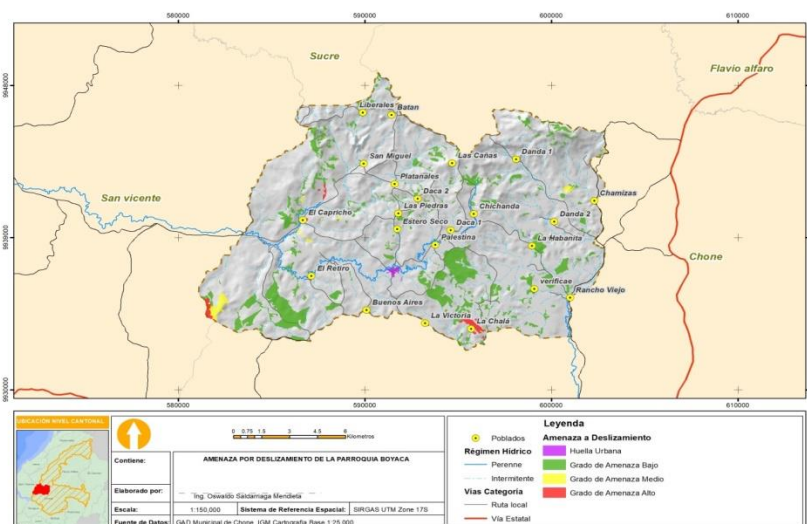 580000 590000 600000 610000
Sucre
Flavio alfaro
San vicente
Chone
Liberales
Batan
San Miguel
Las Cañas
Danda 1
Platanales
Daca 2
Chamizas
Las Piedras
Chichanda
El Capricho
Danda 2
Estero Seco
Daca 1
Palestina
La Habanita
El Retiro
verificae
Rancho Viejo
Buenos Aires
La Victoria
La Chala
9939000
9930000
580000 590000 600000 610000
UBICACIÓN NIVEL CANTONAL
0 0.75 1.5 3 4.5 6
Kilometros
Contiene:
AMENAZA POR DESLIZAMIENTO DE LA PARROQUIA BOYACA
Elaborado por:
Ing. Oswaldo Saldarriaga Mendieta
Escala:
1:150,000
Sistema de Referencia Espacial:
SIRGAS UTM Zone 17S
Fuente de Datos:
GAD Municipal de Chone, IGM Cartografia Base 1:25 000
Leyenda
Poblados
Régimen Hídrico
Perenne
Intermitente
Vías Categoria
Ruta local
Vía Estatal
Amenaza a Deslizamiento
Huella Urbana
Grado de Amenaza Bajo
Grado de Amenaza Medio
Grado de Amenaza Alto